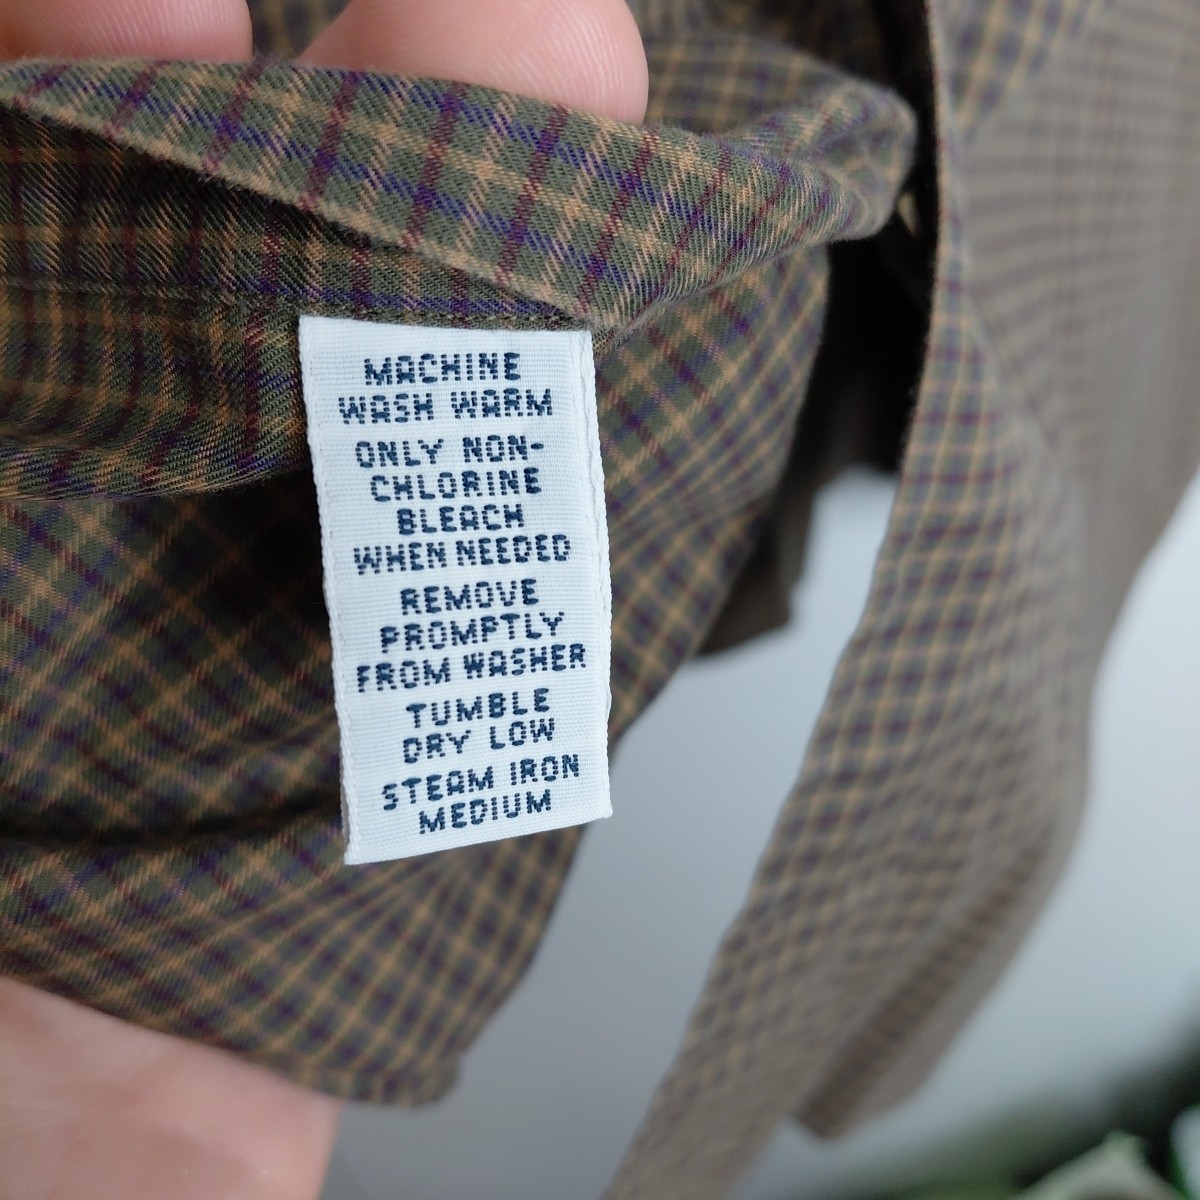 MACHINE
WASH WARM
ONLY NON-
CHLORINE
BLEACH
WHEN NEEDED
REMOVE
PROMPTLY
FROM WASHER
TUMBLE
DRY LOW
STEAM IRON
MEDIUM